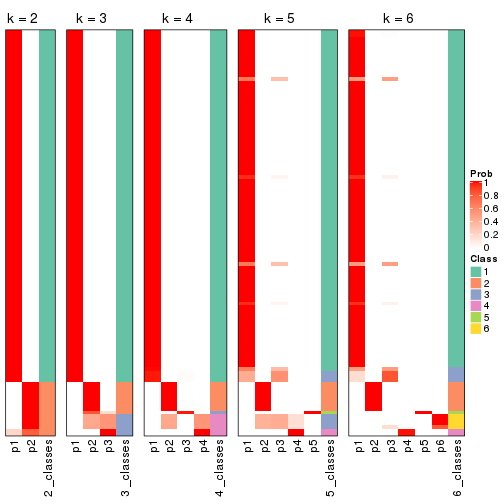 k = 2
k = 3
k = 4
k = 5
k = 6
p1
p2
2_classes
p1
p2
p3
3_classes
p1
p2
p3
p4
4_classes
p1
p2
p3
p4
p5
5_classes
p1
p2
p3
p4
p5
p6
6_classes
Prob
1
0.8
0.6
0.4
0.2
0
Class
1
2
3
4
5
6